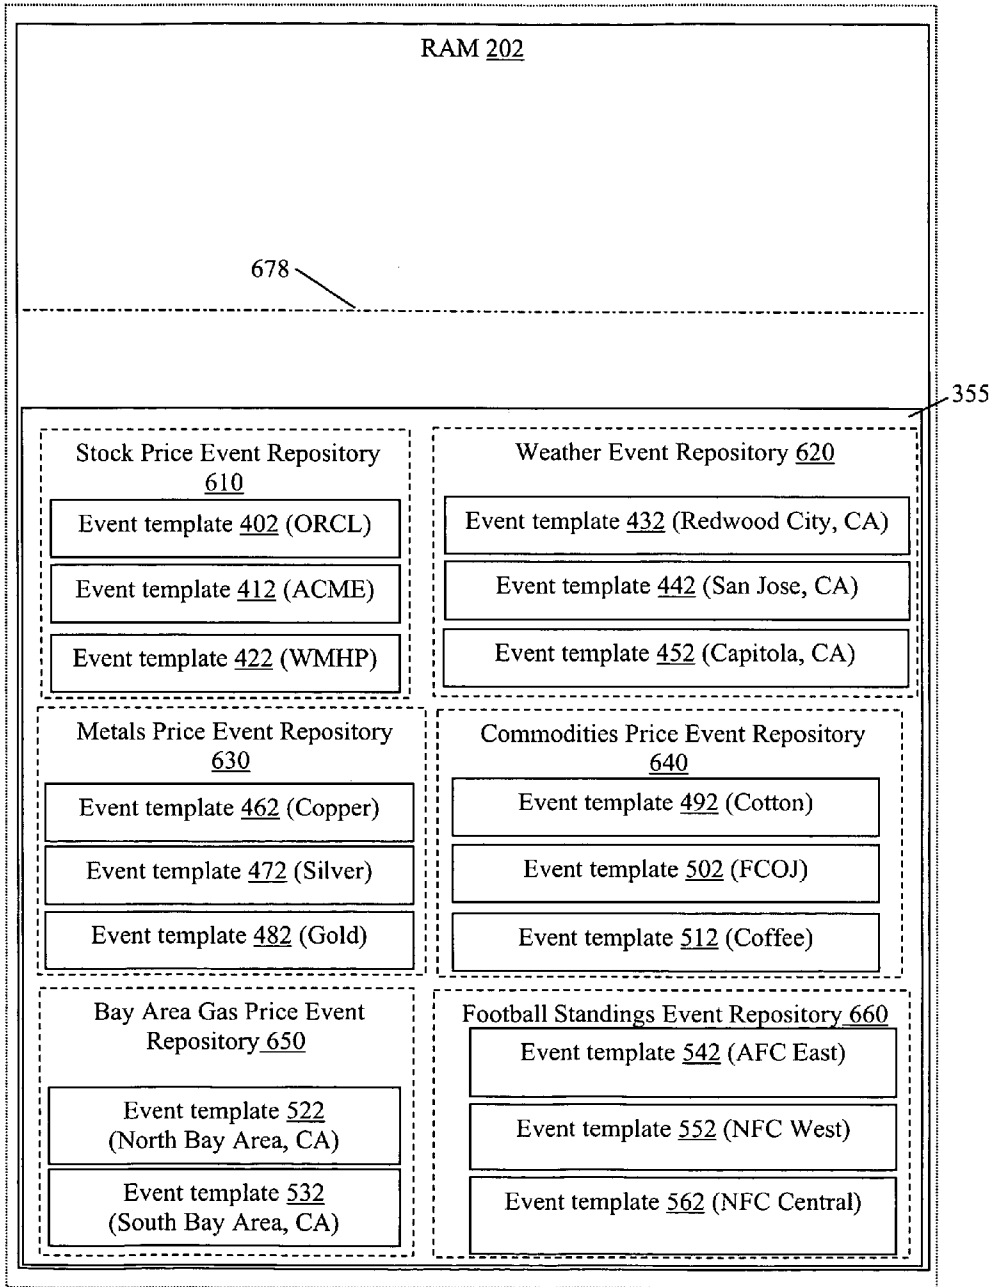 RAM 202
678
355
Stock Price Event Repository
610
Event template 402 (ORCL)
Event template 412 (ACME)
Event template 422 (WMHP)
Weather Event Repository 620
Event template 432 (Redwood City, CA)
Event template 442 (San Jose, CA)
Event template 452 (Capitola, CA)
Metals Price Event Repository
630
Event template 462 (Copper)
Event template 472 (Silver)
Event template 482 (Gold)
Commodities Price Event Repository
640
Event template 492 (Cotton)
Event template 502 (FCOJ)
Event template 512 (Coffee)
Bay Area Gas Price Event
Repository 650
Event template 522
(North Bay Area, CA)
Event template 532
(South Bay Area, CA)
Football Standings Event Repository 660
Event template 542 (AFC East)
Event template 552 (NFC West)
Event template 562 (NFC Central)